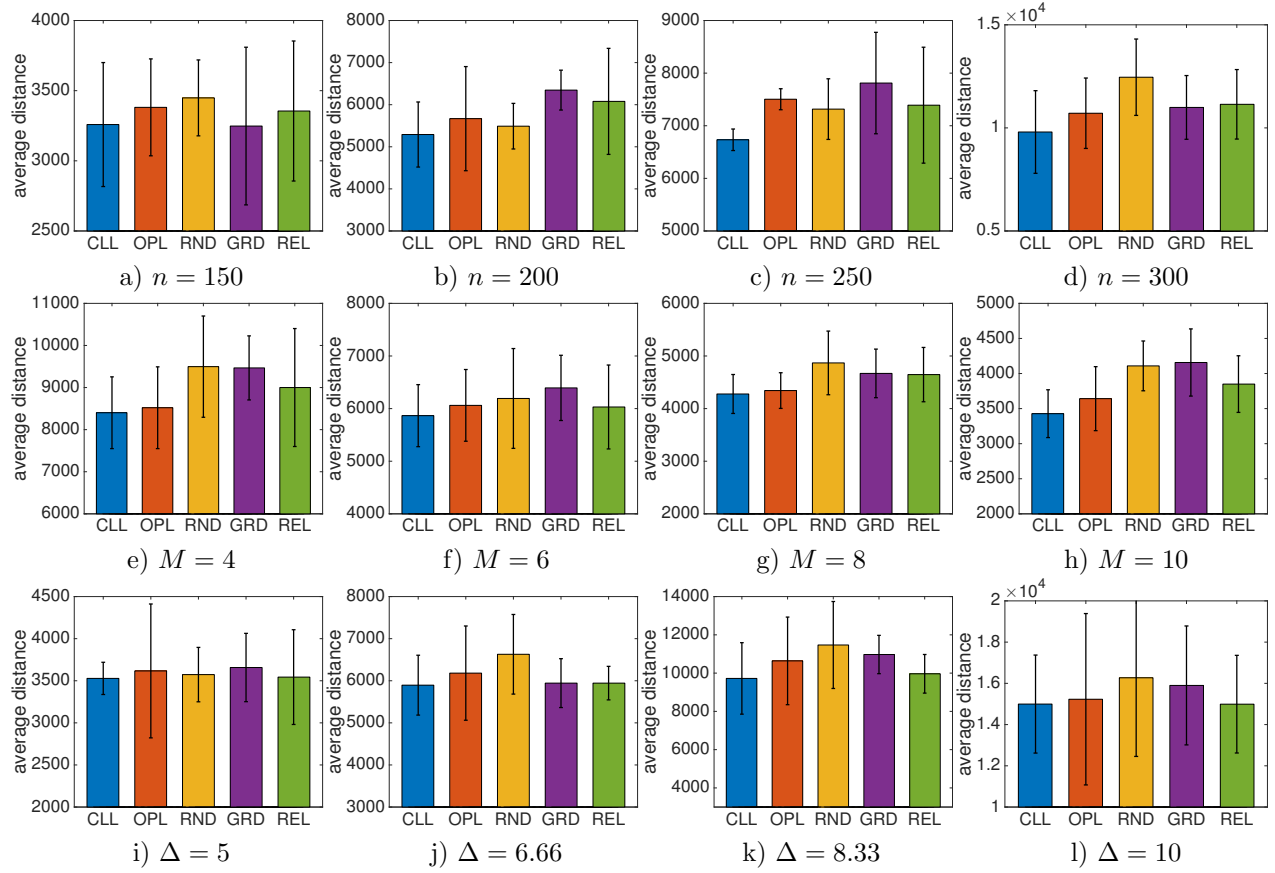 4000
3500
3000
2500
average distance
CLL OPL RND GRD REL
a) n = 150
8000
7000
6000
5000
4000
3000
average distance
CLL OPL RND GRD REL
b) n = 200
9000
8000
7000
6000
5000
average distance
CLL OPL RND GRD REL
c) n = 250
×10⁴
1.5
1
0.5
average distance
CLL OPL RND GRD REL
d) n = 300
11000
10000
9000
8000
7000
6000
average distance
CLL OPL RND GRD REL
e) M = 4
8000
7000
6000
5000
4000
average distance
CLL OPL RND GRD REL
f) M = 6
6000
5000
4000
3000
2000
average distance
CLL OPL RND GRD REL
g) M = 8
5000
4500
4000
3500
3000
2500
2000
average distance
CLL OPL RND GRD REL
h) M = 10
4500
4000
3500
3000
2500
2000
average distance
CLL OPL RND GRD REL
i) Δ = 5
8000
7000
6000
5000
4000
3000
average distance
CLL OPL RND GRD REL
j) Δ = 6.66
14000
12000
10000
8000
6000
4000
average distance
CLL OPL RND GRD REL
k) Δ = 8.33
×10⁴
2
1.8
1.6
1.4
1.2
1
average distance
CLL OPL RND GRD REL
l) Δ = 10